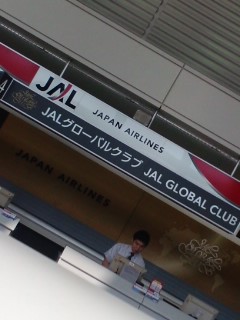 JAL JAPAN AIRLINES
JALグローバルクラブ JAL GLOBAL CLUB
JAPAN AIRLINES